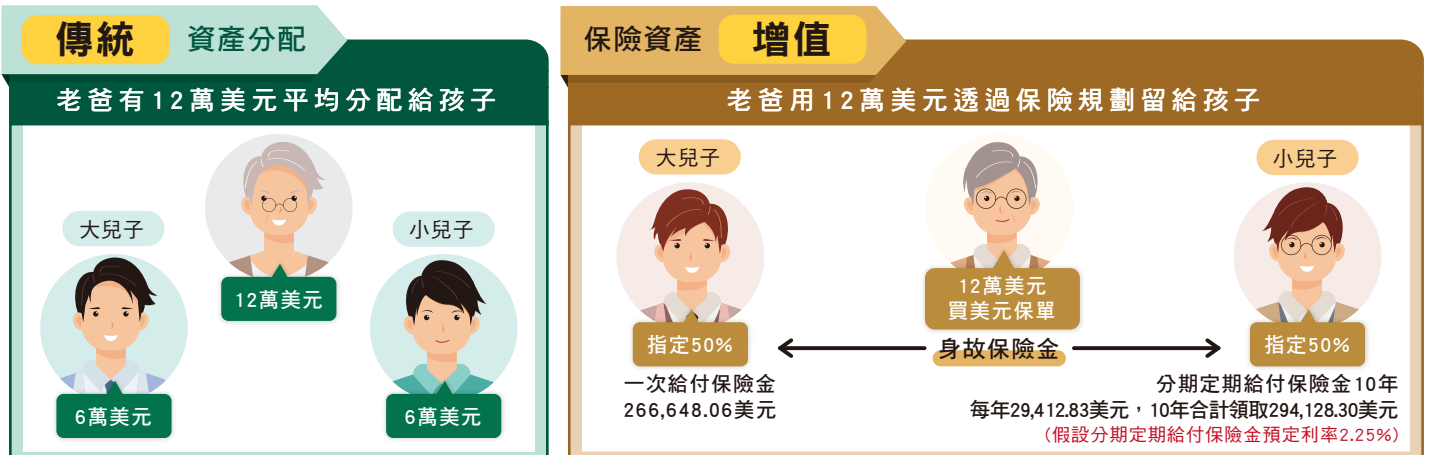 傳統 資產分配
老爸有12萬美元平均分配給孩子
12萬美元
大兒子
6萬美元
小兒子
6萬美元
保險資產 增值
老爸用12萬美元透過保險規劃留給孩子
大兒子
指定50%
一次給付保險金
266,648.06美元
12萬美元
買美元保單
身故保險金
小兒子
指定50%
分期定期給付保險金10年
每年29,412.83美元，10年合計領取294,128.30美元
(假設分期定期給付保險金預定利率2.25%)